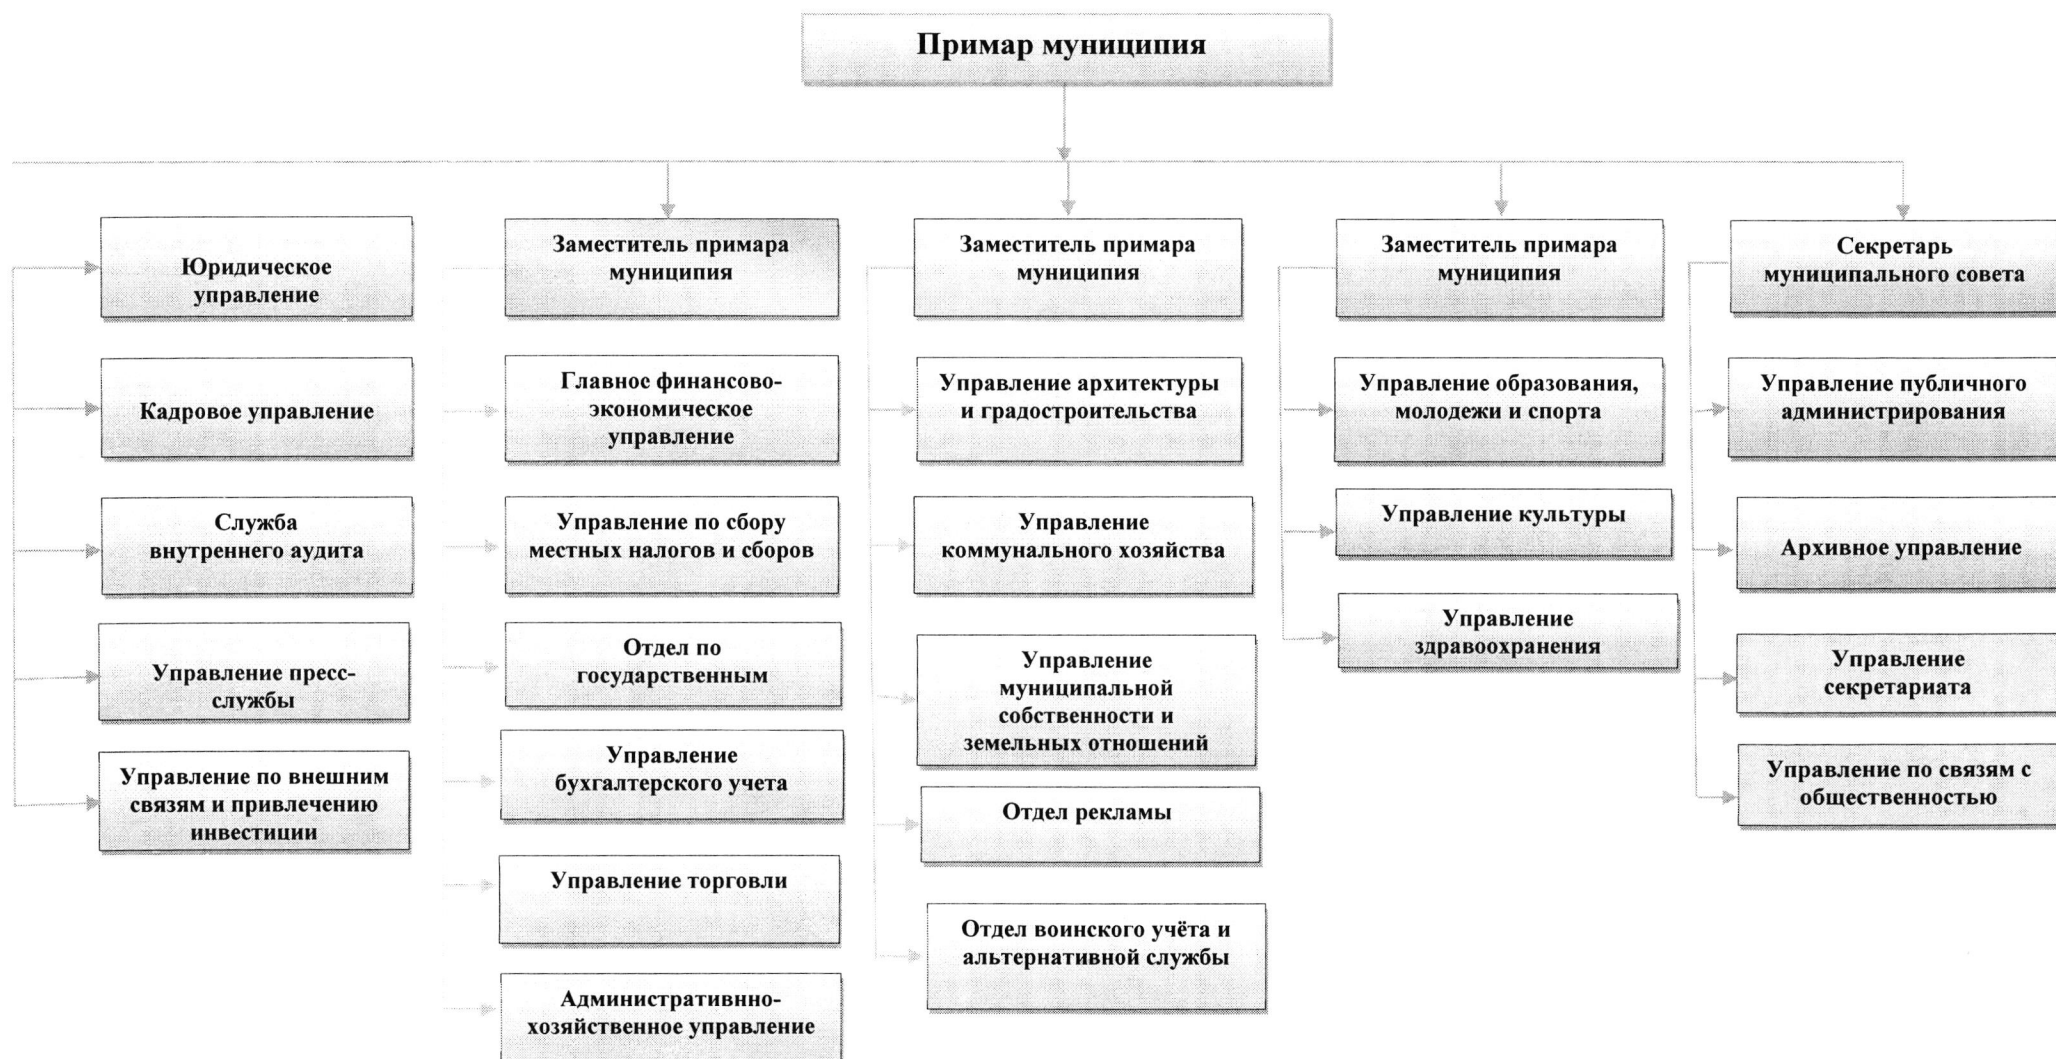 Примар муниципия
Юридическое
управление
Кадровое управление
Служба
внутреннего аудита
Управление пресс-
службы
Управление по внешним
связям и привлечению
инвестиции
Заместитель примара
муниципия
Главное финансово-
экономическое
управление
Управление по сбору
местных налогов и сборов
Отдел по
государственным
Управление
бухгалтерского учета
Управление торговли
Административнно-
хозяйственное управление
Заместитель примара
муниципия
Управление архитектуры
и градостроительства
Управление
коммунального хозяйства
Управление
муниципальной
собственности и
земельных отношений
Отдел рекламы
Отдел воинского учёта и
альтернативной службы
Заместитель примара
муниципия
Управление образования,
молодежи и спорта
Управление культуры
Управление
здравоохранения
Секретарь
муниципального совета
Управление публичного
администрирования
Архивное управление
Управление
секретариата
Управление по связям с
общественностью